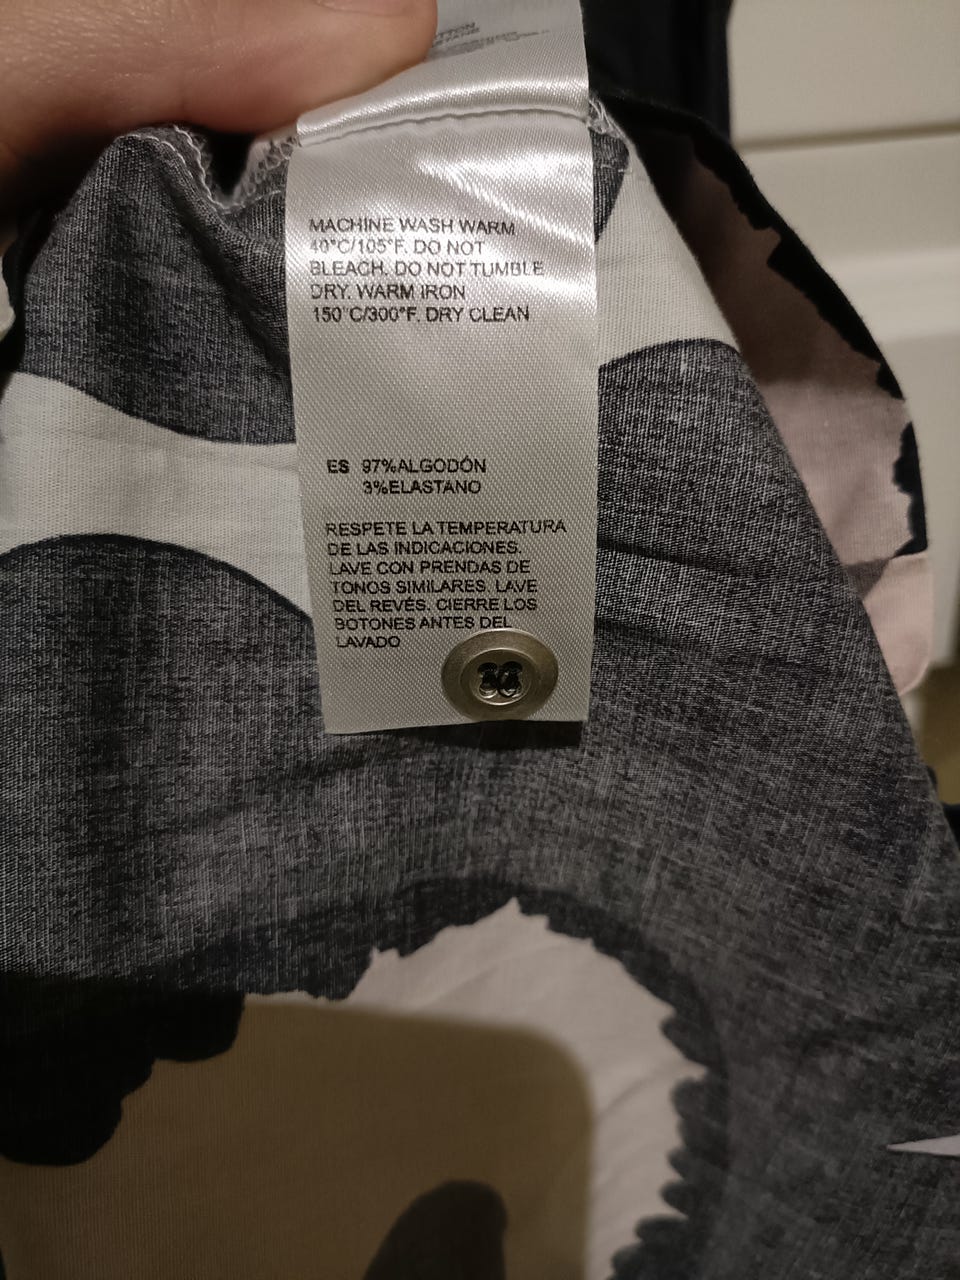 MACHINE WASH WARM
40°C/105°F. DO NOT
BLEACH. DO NOT TUMBLE
DRY. WARM IRON
150°C/300°F. DRY CLEAN
ES 97%ALGODÓN
3%ELASTANO
RESPETE LA TEMPERATURA
DE LAS INDICACIONES.
LAVE CON PRENDAS DE
TONOS SIMILARES. LAVE
DEL REVÉS. CIERRE LOS
BOTONES ANTES DEL
LAVADO